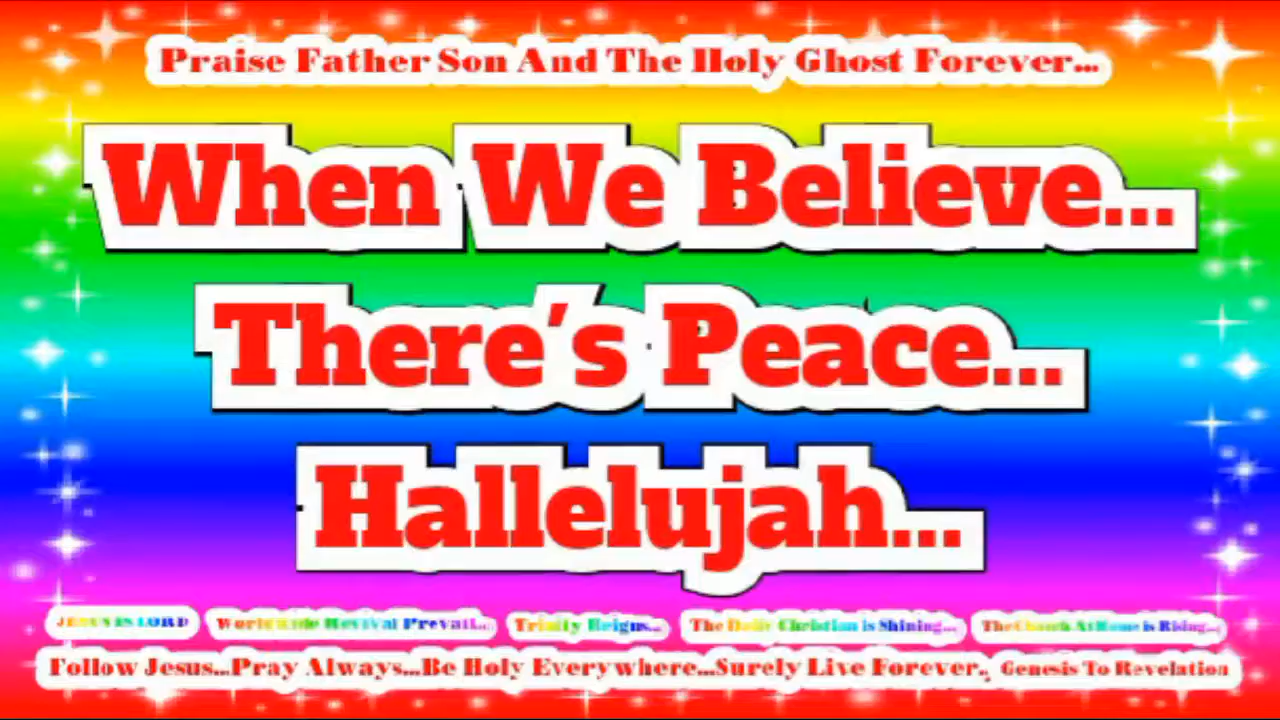 Praise Father Son And The Holy Ghost Forever...
When We Believe...
There's Peace...
Hallelujah...
JESUS IS LORD Worldwide Revival Prevail... Trinity Reigns... The Daily Christian is Shining... The Church At Home is Rising...
Follow Jesus...Pray Always...Be Holy Everywhere...Surely Live Forever., Genesis To Revelation